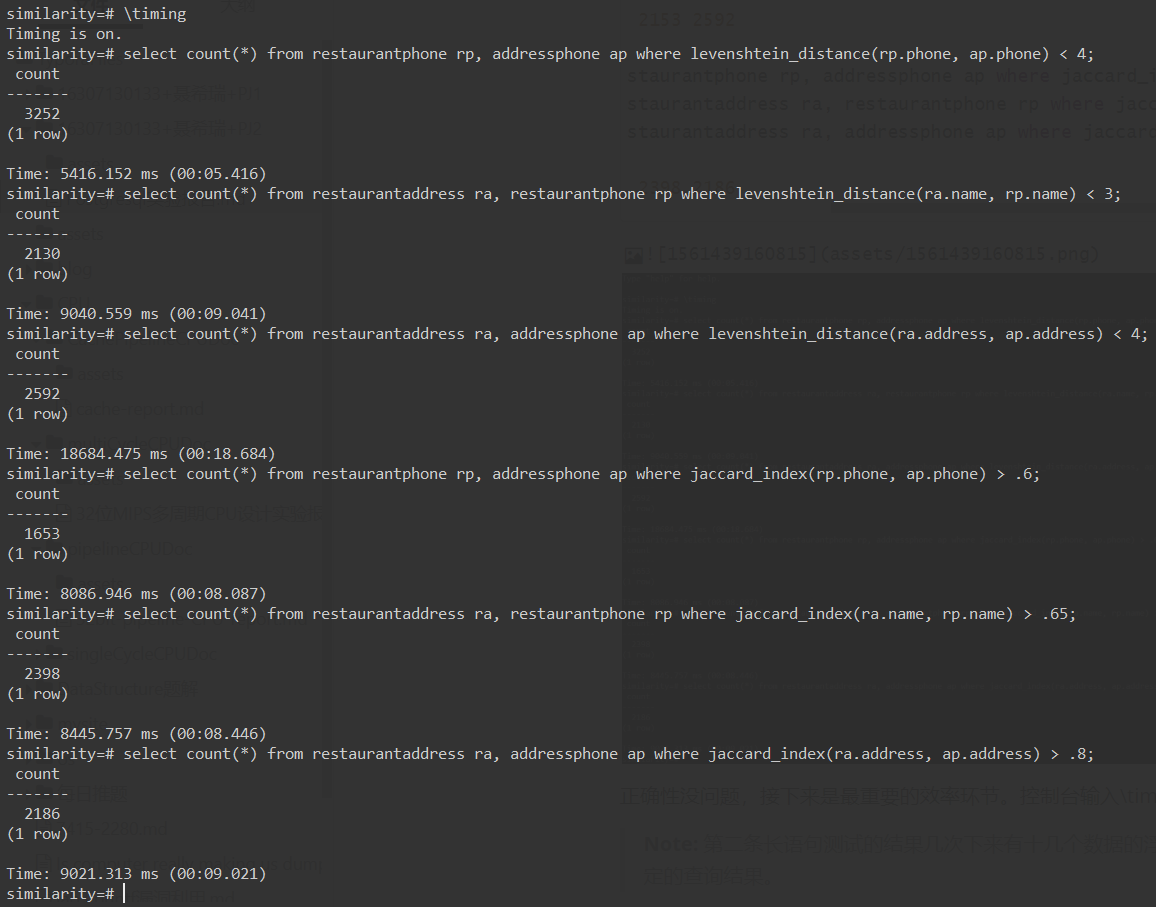 similarity=# \timing
Timing is on.
similarity=# select count(*) from restaurantphone rp, addressphone ap where levenshtein_distance(rp.phone, ap.phone) < 4;
count
-------
3252
(1 row)
Time: 5416.152 ms (00:05.416)
similarity=# select count(*) from restaurantaddress ra, restaurantphone rp where levenshtein_distance(ra.name, rp.name) < 3;
count
-------
2130
(1 row)
Time: 9040.559 ms (00:09.041)
similarity=# select count(*) from restaurantaddress ra, addressphone ap where levenshtein_distance(ra.address, ap.address) < 4;
count
-------
2592
(1 row)
Time: 18684.475 ms (00:18.684)
similarity=# select count(*) from restaurantphone rp, addressphone ap where jaccard_index(rp.phone, ap.phone) > .6;
count
-------
1653
(1 row)
Time: 8086.946 ms (00:08.087)
similarity=# select count(*) from restaurantaddress ra, restaurantphone rp where jaccard_index(ra.name, rp.name) > .65;
count
-------
2398
(1 row)
Time: 8445.757 ms (00:08.446)
similarity=# select count(*) from restaurantaddress ra, addressphone ap where jaccard_index(ra.address, ap.address) > .8;
count
-------
2186
(1 row)
Time: 9021.313 ms (00:09.021)
similarity=#